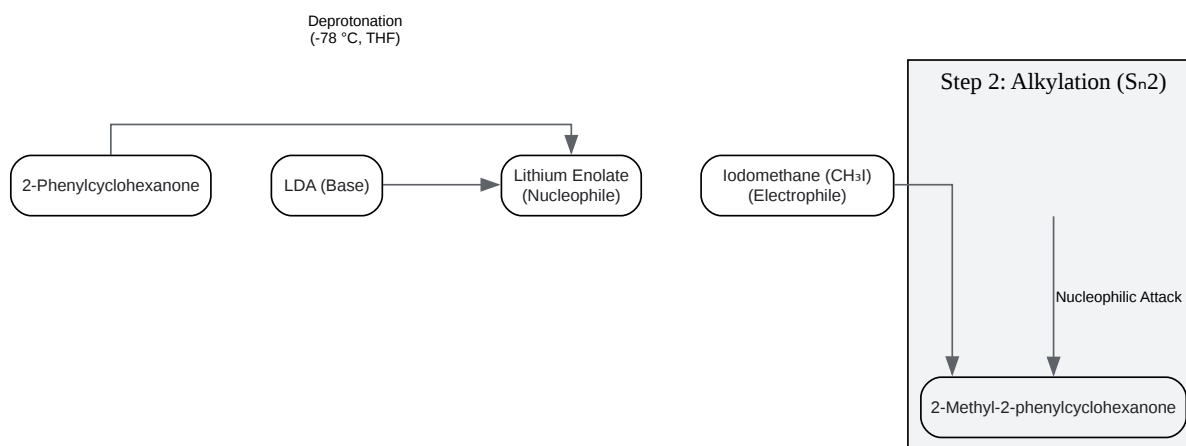 Deprotonation
(-78 °C, THF)
Step 2: Alkylation (Sₙ2)
2-Phenylcyclohexanone
LDA (Base)
Lithium Enolate
(Nucleophile)
Iodomethane (CH₃I)
(Electrophile)
Nucleophilic Attack
2-Methyl-2-phenylcyclohexanone